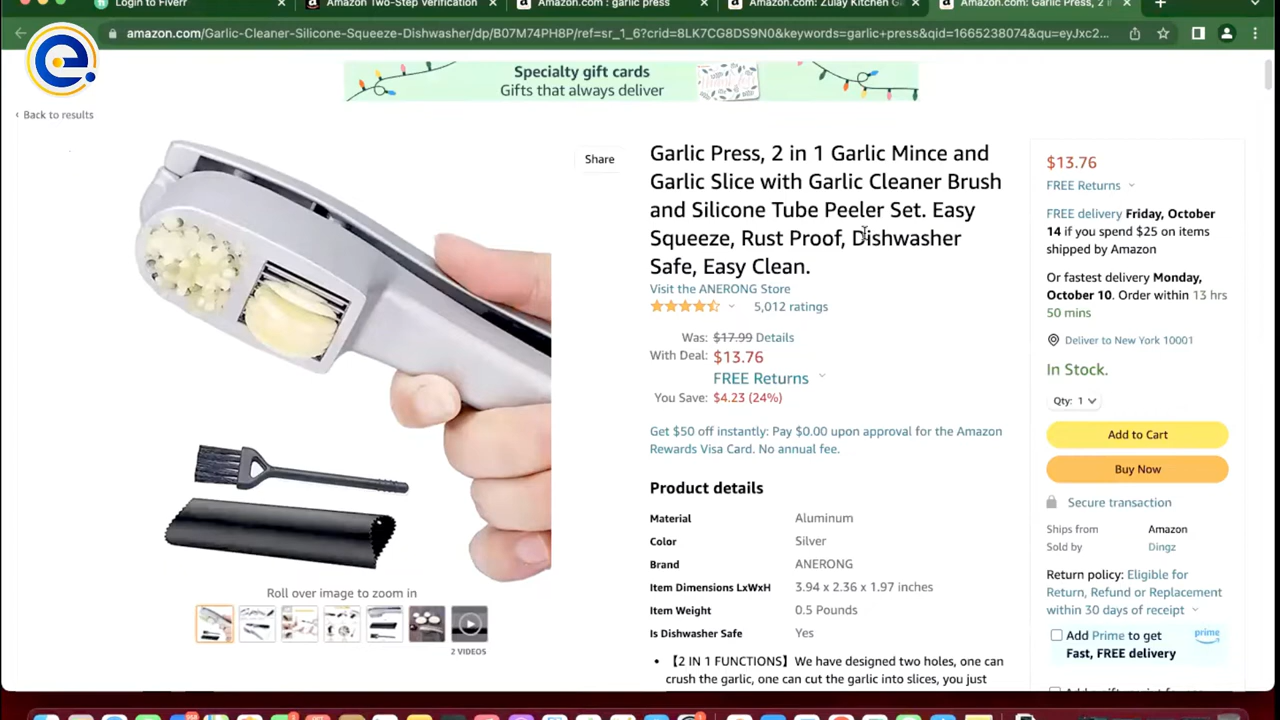 Login to Fiverr
Amazon Two-Step Verification
Amazon.com : garlic press
Amazon.com: Zulay Kitchen
Amazon.com: Garlic Press, 2 i
amazon.com/Garlic-Cleaner-Silicone-Squeeze-Dishwasher/dp/B07M74PH8P/ref=sr_1_6?crid=8LK7CG8DS9N0&keywords=garlic+press&qid=1665238074&qu=eyJxc2...
Specialty gift cards
Gifts that always deliver
‹ Back to results
Share
Garlic Press, 2 in 1 Garlic Mince and
Garlic Slice with Garlic Cleaner Brush
and Silicone Tube Peeler Set. Easy
Squeeze, Rust Proof, Dishwasher
Safe, Easy Clean.
Visit the ANERONG Store
5,012 ratings
Was: $17.99 Details
With Deal: $13.76
FREE Returns
You Save: $4.23 (24%)
Get $50 off instantly: Pay $0.00 upon approval for the Amazon
Rewards Visa Card. No annual fee.
Product details
Material Aluminum
Color Silver
Brand ANERONG
Item Dimensions LxWxH 3.94 x 2.36 x 1.97 inches
Item Weight 0.5 Pounds
Is Dishwasher Safe Yes
• 【2 IN 1 FUNCTIONS】We have designed two holes, one can
crush the garlic, one can cut the garlic into slices, you just
Roll over image to zoom in
2 VIDEOS
$13.76
FREE Returns
FREE delivery Friday, October
14 if you spend $25 on items
shipped by Amazon
Or fastest delivery Monday,
October 10. Order within 13 hrs
50 mins
Deliver to New York 10001
In Stock.
Qty: 1
Add to Cart
Buy Now
Secure transaction
Ships from Amazon
Sold by Dingz
Return policy: Eligible for
Return, Refund or Replacement
within 30 days of receipt
Add Prime to get
Fast, FREE delivery
prime